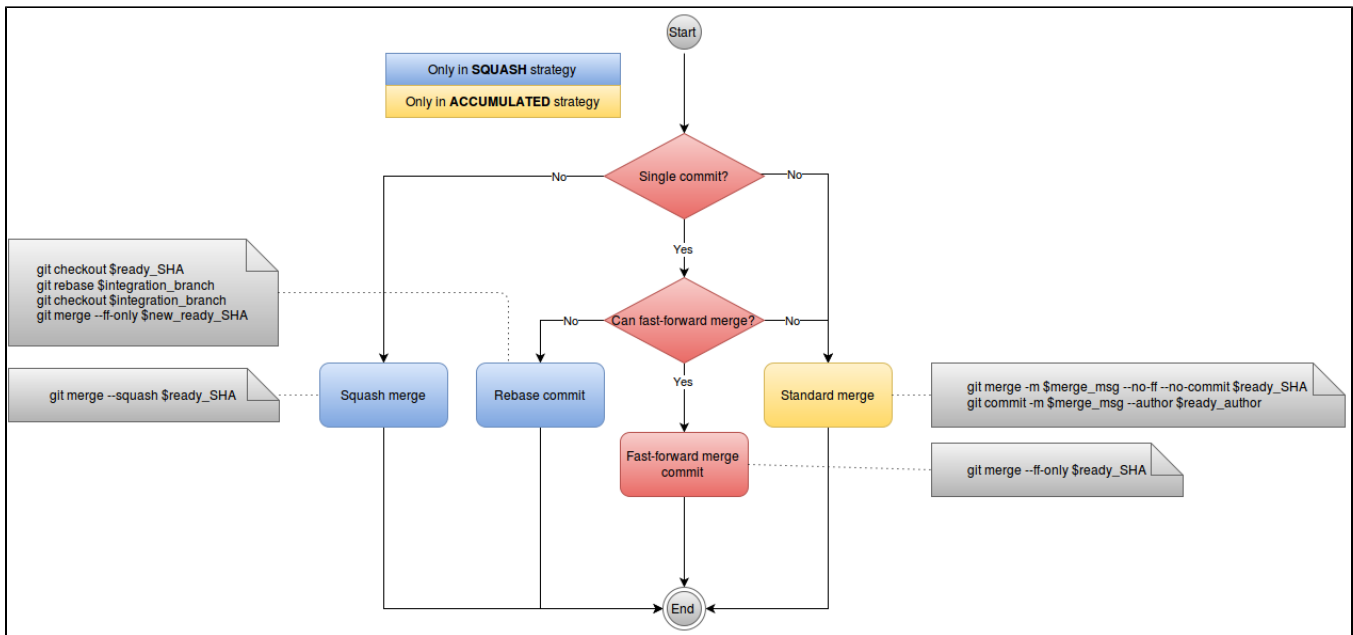 Start
Only in SQUASH strategy
Only in ACCUMULATED strategy
Single commit?
No
No
Yes
git checkout $ready_SHA
git rebase $integration_branch
git checkout $integration_branch
git merge --ff-only $new_ready_SHA
Can fast-forward merge?
No
No
Yes
git merge --squash $ready_SHA
Squash merge
Rebase commit
Standard merge
git merge -m $merge_msg --no-ff --no-commit $ready_SHA
git commit -m $merge_msg --author $ready_author
Fast-forward merge
commit
git merge --ff-only $ready_SHA
End